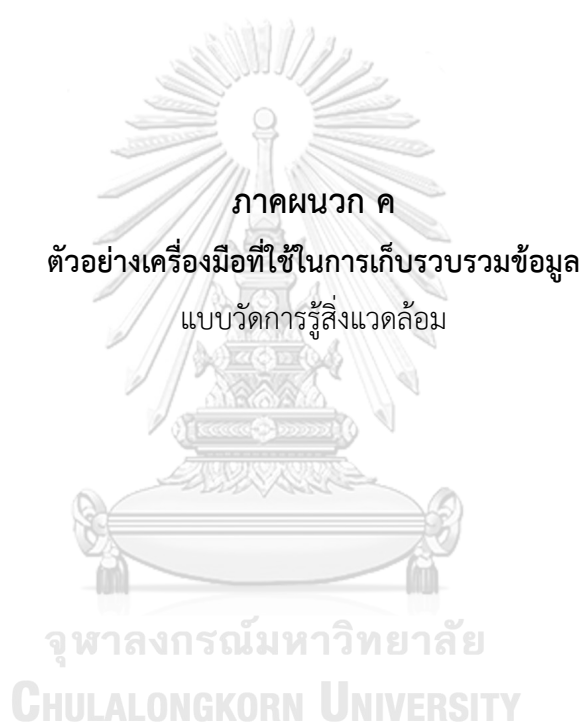 ภาคผนวก ค
ตัวอย่างเครื่องมือที่ใช้ในการเก็บรวบรวมข้อมูล
แบบวัดการรู้สิ่งแวดล้อม
จุฬาลงกรณ์มหาวิทยาลัย
CHULALONGKORN UNIVERSITY